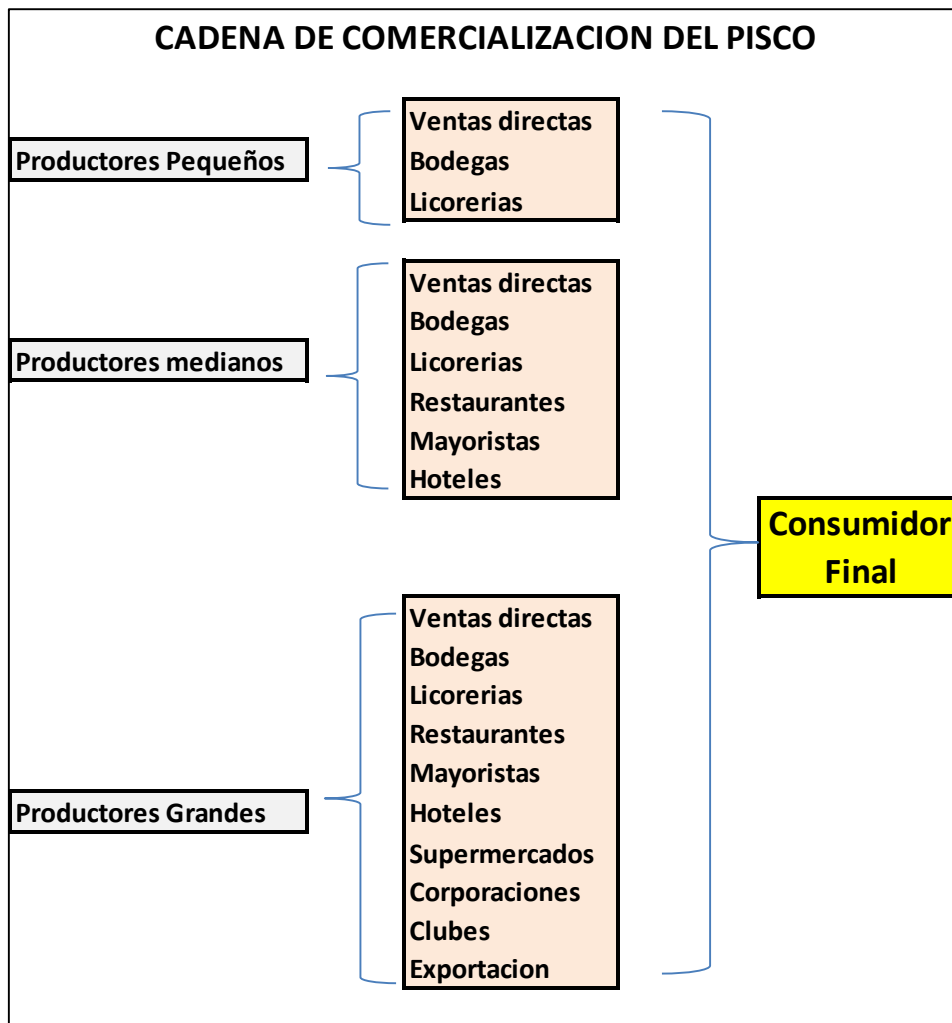 CADENA DE COMERCIALIZACION DEL PISCO
Productores Pequeños
Ventas directas
Bodegas
Licorerias
Productores medianos
Ventas directas
Bodegas
Licorerias
Restaurantes
Mayoristas
Hoteles
Productores Grandes
Ventas directas
Bodegas
Licorerias
Restaurantes
Mayoristas
Hoteles
Supermercados
Corporaciones
Clubes
Exportacion
Consumidor
Final